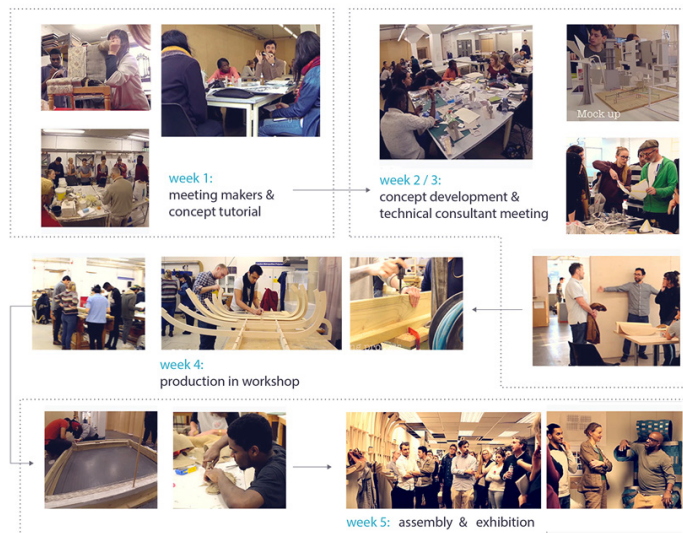 week 1:
meeting makers &
concept tutorial
Mock up
week 2 / 3:
concept development &
technical consultant meeting
week 4:
production in workshop
week 5: assembly & exhibition